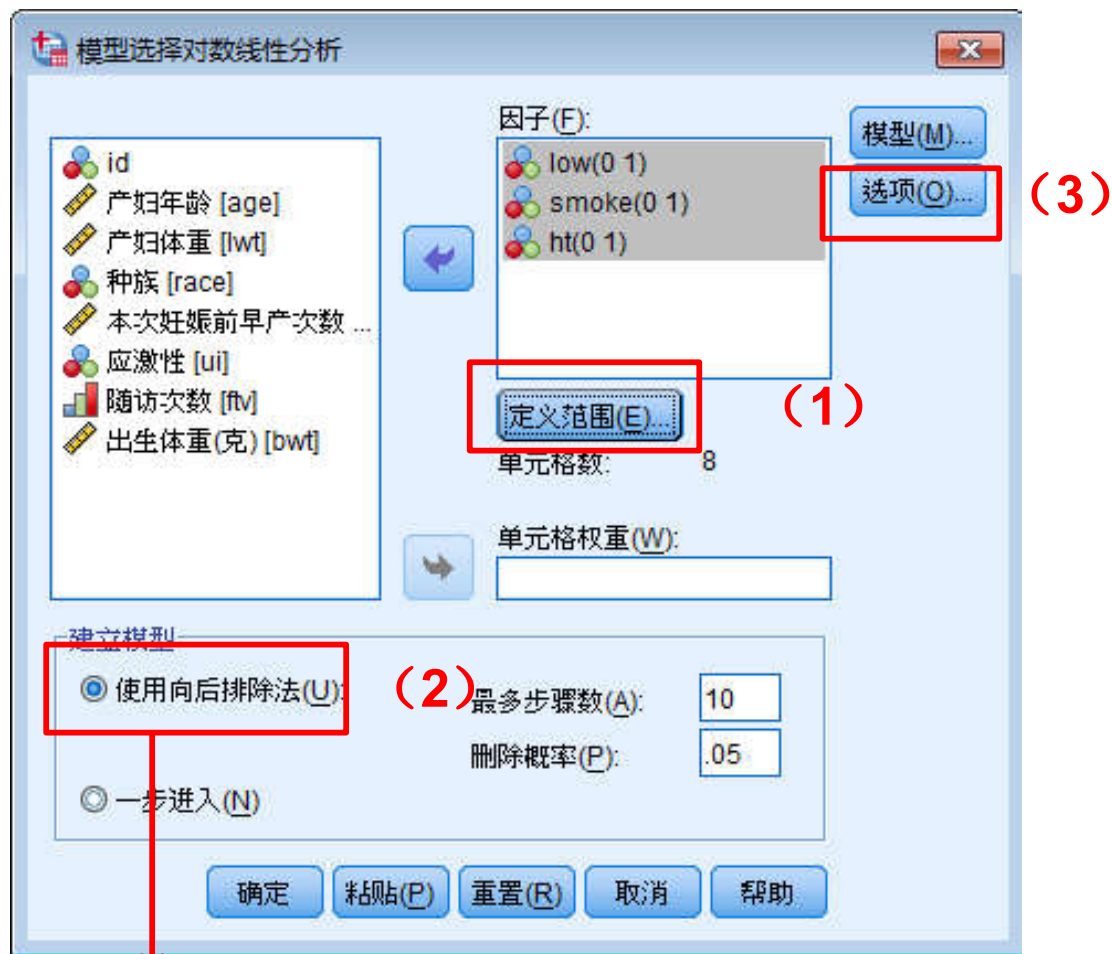 模型选择对数线性分析
id
产妇年龄 [age]
产妇体重 [lwt]
种族 [race]
本次妊娠前早产次数 ...
应激性 [ui]
随访次数 [ftv]
出生体重(克) [bwt]
因子(F):
low(0 1)
smoke(0 1)
ht(0 1)
模型(M)...
选项(O)...
（3）
定义范围(E)...
（1）
单元格数: 8
单元格权重(W):
建立模型
使用向后排除法(U):
（2）
最多步骤数(A): 10
删除概率(P): .05
一步进入(N)
确定 粘贴(P) 重置(R) 取消 帮助